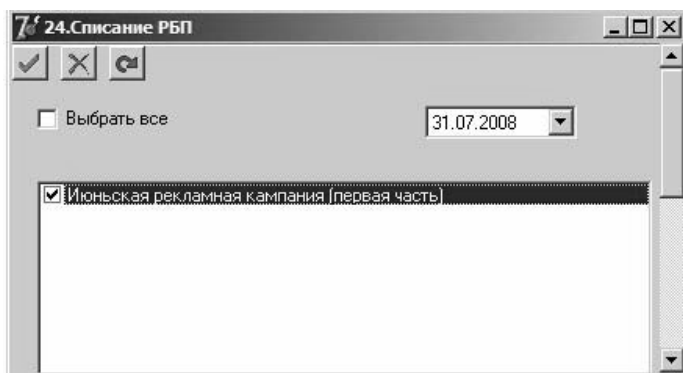 24.Списание РБП
Выбрать все
31.07.2008
Июньская рекламная кампания (первая часть)